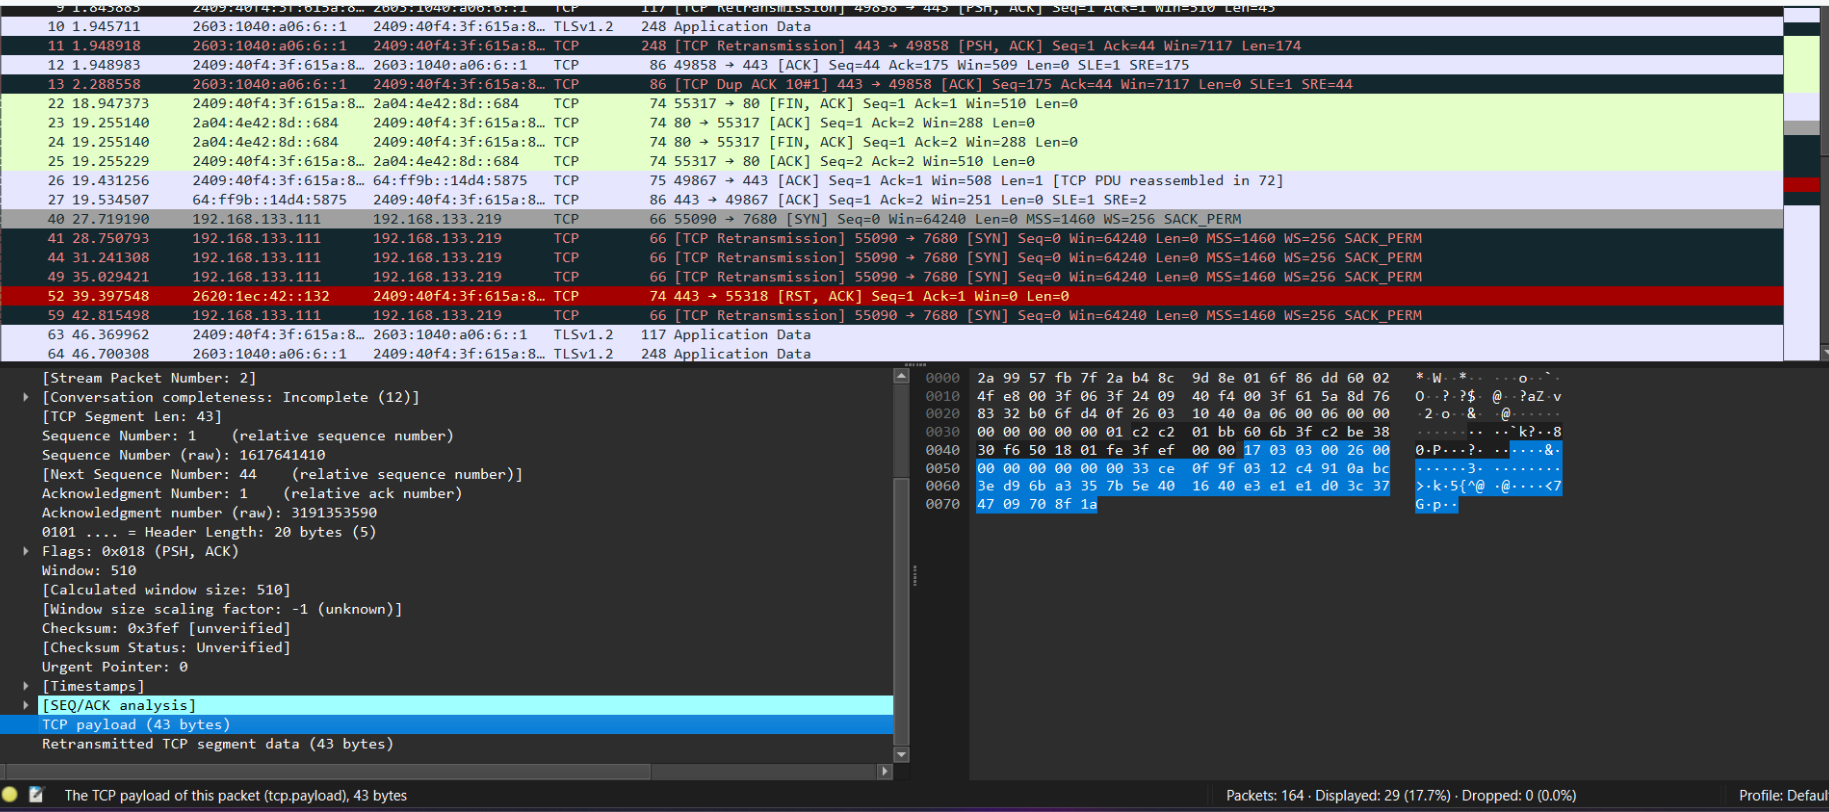 9 1.843883 2409:40f4:3f:615a:8… 2603:1040:a06:6::1 TCP 117 [TCP Retransmission] 49858 → 443 [PSH, ACK] Seq=1 Ack=1 Win=510 Len=43
10 1.945711 2603:1040:a06:6::1 2409:40f4:3f:615a:8… TLSv1.2 248 Application Data
11 1.948918 2603:1040:a06:6::1 2409:40f4:3f:615a:8… TCP 248 [TCP Retransmission] 443 → 49858 [PSH, ACK] Seq=1 Ack=44 Win=7117 Len=174
12 1.948983 2409:40f4:3f:615a:8… 2603:1040:a06:6::1 TCP 86 49858 → 443 [ACK] Seq=44 Ack=175 Win=509 Len=0 SLE=1 SRE=175
13 2.288558 2603:1040:a06:6::1 2409:40f4:3f:615a:8… TCP 86 [TCP Dup ACK 10#1] 443 → 49858 [ACK] Seq=175 Ack=44 Win=7117 Len=0 SLE=1 SRE=44
22 18.947373 2409:40f4:3f:615a:8… 2a04:4e42:8d::684 TCP 74 55317 → 80 [FIN, ACK] Seq=1 Ack=1 Win=510 Len=0
23 19.255140 2a04:4e42:8d::684 2409:40f4:3f:615a:8… TCP 74 80 → 55317 [ACK] Seq=1 Ack=2 Win=288 Len=0
24 19.255140 2a04:4e42:8d::684 2409:40f4:3f:615a:8… TCP 74 80 → 55317 [FIN, ACK] Seq=1 Ack=2 Win=288 Len=0
25 19.255229 2409:40f4:3f:615a:8… 2a04:4e42:8d::684 TCP 74 55317 → 80 [ACK] Seq=2 Ack=2 Win=510 Len=0
26 19.431256 2409:40f4:3f:615a:8… 64:ff9b::14d4:5875 TCP 75 49867 → 443 [ACK] Seq=1 Ack=1 Win=508 Len=1 [TCP PDU reassembled in 72]
27 19.534507 64:ff9b::14d4:5875 2409:40f4:3f:615a:8… TCP 86 443 → 49867 [ACK] Seq=1 Ack=2 Win=251 Len=0 SLE=1 SRE=2
40 27.719190 192.168.133.111 192.168.133.219 TCP 66 55090 → 7680 [SYN] Seq=0 Win=64240 Len=0 MSS=1460 WS=256 SACK_PERM
41 28.750793 192.168.133.111 192.168.133.219 TCP 66 [TCP Retransmission] 55090 → 7680 [SYN] Seq=0 Win=64240 Len=0 MSS=1460 WS=256 SACK_PERM
44 31.241308 192.168.133.111 192.168.133.219 TCP 66 [TCP Retransmission] 55090 → 7680 [SYN] Seq=0 Win=64240 Len=0 MSS=1460 WS=256 SACK_PERM
49 35.029421 192.168.133.111 192.168.133.219 TCP 66 [TCP Retransmission] 55090 → 7680 [SYN] Seq=0 Win=64240 Len=0 MSS=1460 WS=256 SACK_PERM
52 39.397548 2620:1ec:42::132 2409:40f4:3f:615a:8… TCP 74 443 → 55318 [RST, ACK] Seq=1 Ack=1 Win=0 Len=0
59 42.815498 192.168.133.111 192.168.133.219 TCP 66 [TCP Retransmission] 55090 → 7680 [SYN] Seq=0 Win=64240 Len=0 MSS=1460 WS=256 SACK_PERM
63 46.369962 2409:40f4:3f:615a:8… 2603:1040:a06:6::1 TLSv1.2 117 Application Data
64 46.700308 2603:1040:a06:6::1 2409:40f4:3f:615a:8… TLSv1.2 248 Application Data
[Stream Packet Number: 2]
[Conversation completeness: Incomplete (12)]
[TCP Segment Len: 43]
Sequence Number: 1 (relative sequence number)
Sequence Number (raw): 1617641410
[Next Sequence Number: 44 (relative sequence number)]
Acknowledgment Number: 1 (relative ack number)
Acknowledgment number (raw): 3191353590
0101 .... = Header Length: 20 bytes (5)
Flags: 0x018 (PSH, ACK)
Window: 510
[Calculated window size: 510]
[Window size scaling factor: -1 (unknown)]
Checksum: 0x3fef [unverified]
[Checksum Status: Unverified]
Urgent Pointer: 0
[Timestamps]
[SEQ/ACK analysis]
TCP payload (43 bytes)
Retransmitted TCP segment data (43 bytes)
0000 2a 99 57 fb 7f 2a b4 8c 9d 8e 01 6f 86 dd 60 02 *·W··*·· ···o··`·
0010 4f e8 00 3f 06 3f 24 09 40 f4 00 3f 61 5a 8d 76 O··?·?$· @··?aZ·v
0020 83 32 b6 6f d4 0f 26 03 10 40 0a 06 00 06 00 00 ·2·o··&· ·@······
0030 00 00 00 00 00 01 c2 c2 01 bb 60 6b 3f c2 be 38 ········ ··`k?··8
0040 30 f6 50 18 01 fe 3f ef 00 00 17 03 03 00 26 00 0·P···?· ······&·
0050 00 00 00 00 00 00 33 ce 0f 9f 03 12 c4 91 0a bc ······3· ········
0060 3e d9 6b a3 35 7b 5e 40 16 40 e3 e1 e1 d0 3c 37 >·k·5{^@ ·@····<7
0070 47 09 70 8f 1a G·p··
The TCP payload of this packet (tcp.payload), 43 bytes
Packets: 164 · Displayed: 29 (17.7%) · Dropped: 0 (0.0%)
Profile: Defaul